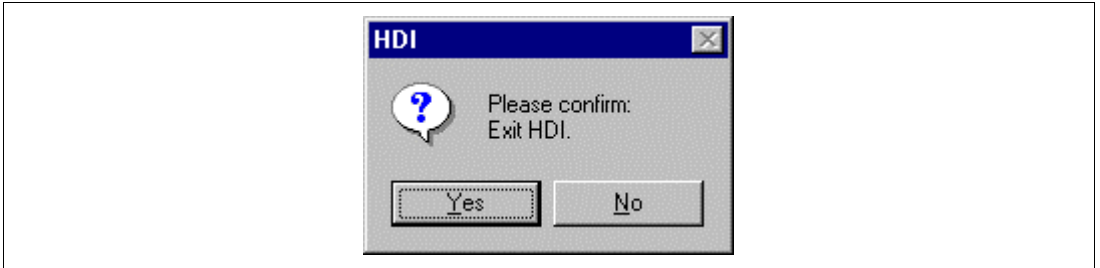 HDI
?
Please confirm:
Exit HDI.
Yes No